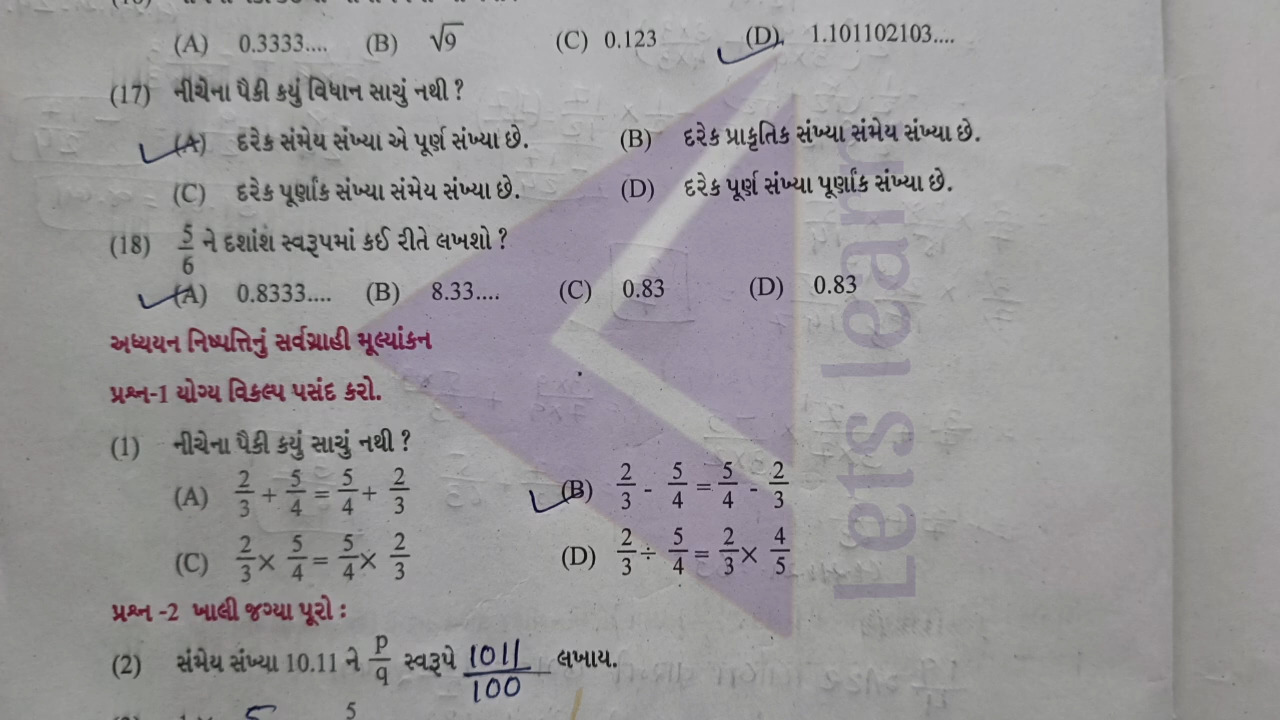 (A) 0.3333.... (B) √9 (C) 0.123 (D) 1.101102103....
(17) નીચેના પૈકી કયું વિધાન સાચું નથી ?
(A) દરેક સંમેય સંખ્યા એ પૂર્ણ સંખ્યા છે. (B) દરેક પ્રાકૃતિક સંખ્યા સંમેય સંખ્યા છે.
(C) દરેક પૂર્ણાંક સંખ્યા સંમેય સંખ્યા છે. (D) દરેક પૂર્ણ સંખ્યા પૂર્ણાંક સંખ્યા છે.
(18) 5/6 ને દશાંશ સ્વરૂપમાં કઈ રીતે લખશો ?
(A) 0.8333.... (B) 8.33.... (C) 0.83 (D) 0.83
અધ્યયન નિષ્પત્તિનું સર્વગ્રાહી મૂલ્યાંકન
પ્રશ્ન-1 યોગ્ય વિકલ્પ પસંદ કરો.
(1) નીચેના પૈકી કયું સાચું નથી ?
(A) 2/3 + 5/4 = 5/4 + 2/3 (B) 2/3 - 5/4 = 5/4 - 2/3
(C) 2/3 × 5/4 = 5/4 × 2/3 (D) 2/3 ÷ 5/4 = 2/3 × 4/5
પ્રશ્ન -2 ખાલી જગ્યા પૂરો :
(2) સંમેય સંખ્યા 10.11 ને p/q સ્વરૂપે 1011/100 લખાય.
Lets learn